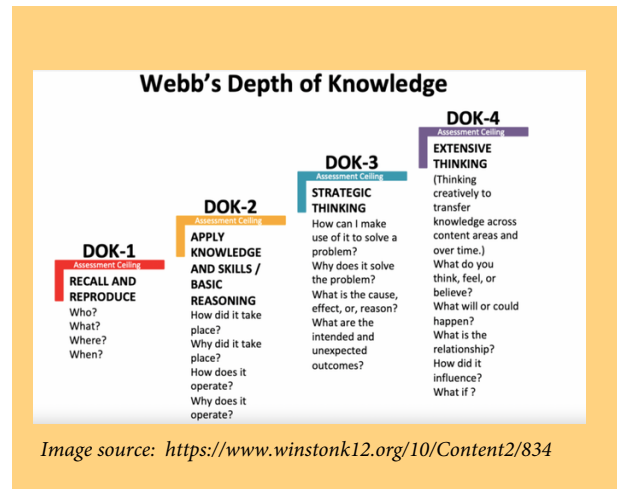 Webb's Depth of Knowledge
DOK-1
Assessment Ceiling
RECALL AND
REPRODUCE
Who?
What?
Where?
When?
DOK-2
Assessment Ceiling
APPLY
KNOWLEDGE
AND SKILLS /
BASIC
REASONING
How did it take
place?
Why did it take
place?
How does it
operate?
Why does it
operate?
DOK-3
Assessment Ceiling
STRATEGIC
THINKING
How can I make
use of it to solve a
problem?
Why does it solve
the problem?
What is the cause,
effect, or, reason?
What are the
intended and
unexpected
outcomes?
DOK-4
Assessment Ceiling
EXTENSIVE
THINKING
(Thinking
creatively to
transfer
knowledge across
content areas and
over time.)
What do you
think, feel, or
believe?
What will or could
happen?
What is the
relationship?
How did it
influence?
What if ?
Image source: https://www.winstonk12.org/10/Content2/834